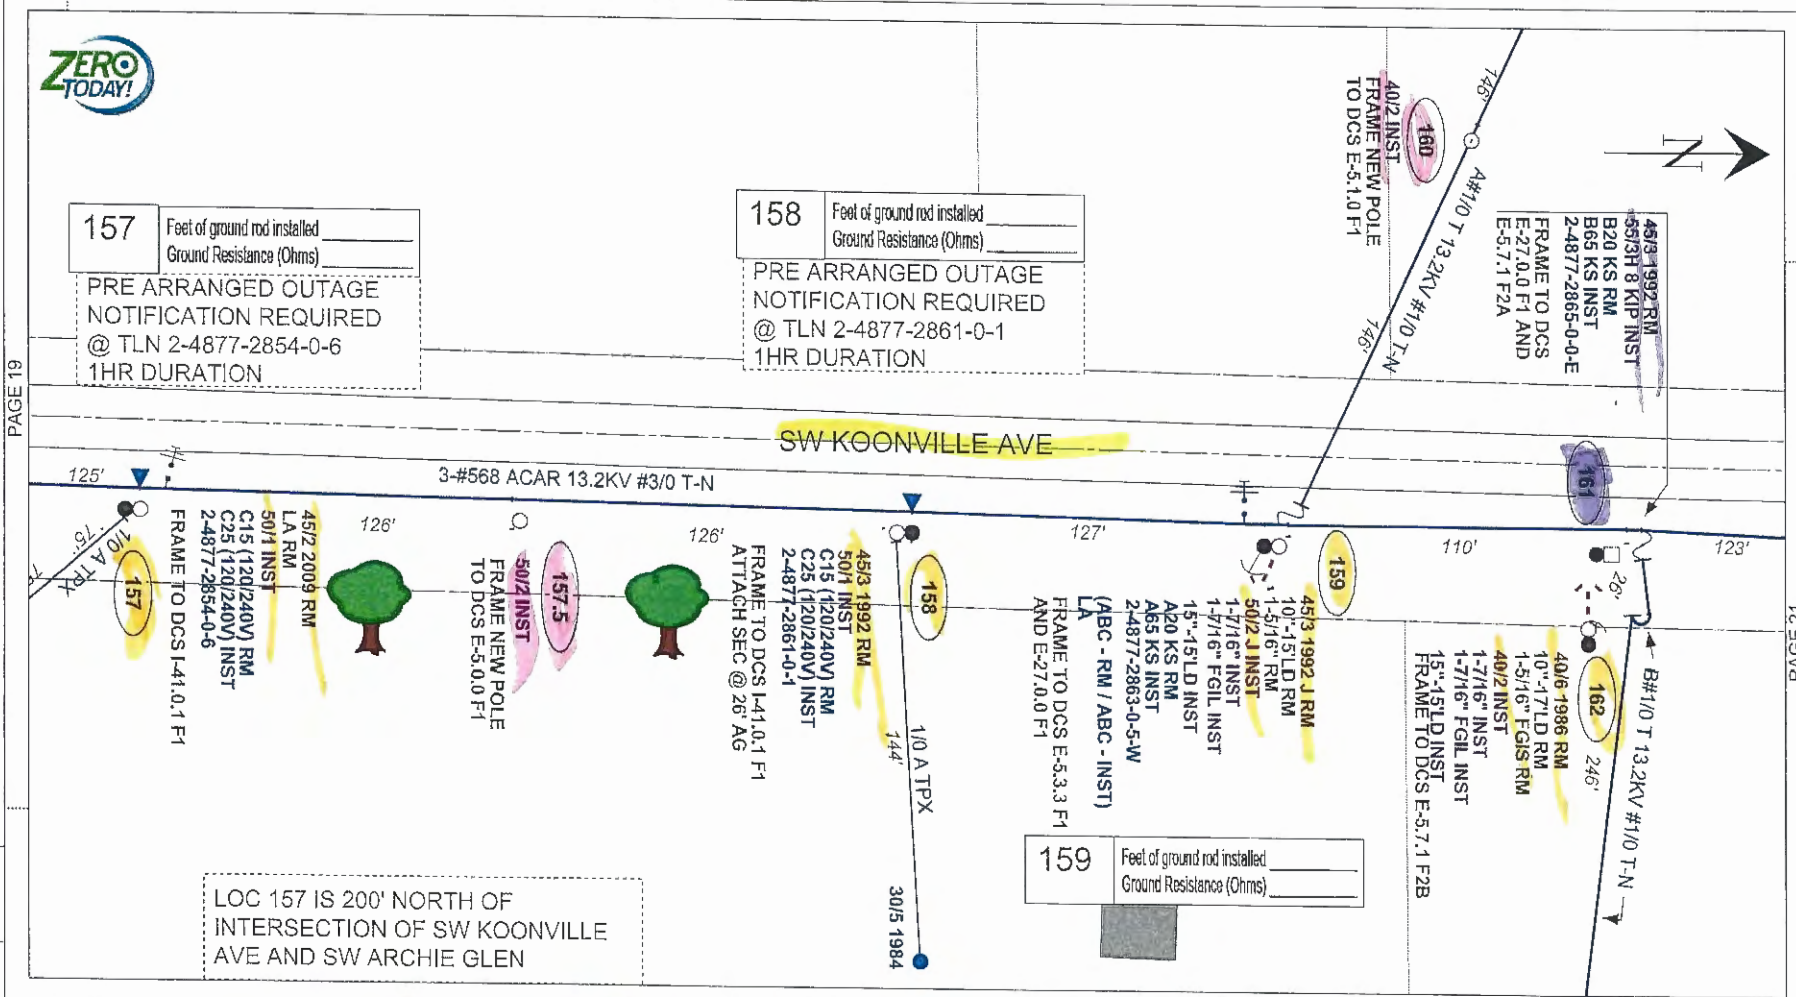 ZERO
TODAY!
157
Feet of ground rod installed
Ground Resistance (Ohms)
PRE ARRANGED OUTAGE
NOTIFICATION REQUIRED
@ TLN 2-4877-2854-0-6
1HR DURATION
158
Feet of ground rod installed
Ground Resistance (Ohms)
PRE ARRANGED OUTAGE
NOTIFICATION REQUIRED
@ TLN 2-4877-2861-0-1
1HR DURATION
160
40/2 INST
FRAME NEW POLE
TO DCS E-5.1.0 F1
146'
A#1/0 T 13.2KV #1/0 T-N
146'
N
45/3 1992 RM
55/3H 8 KIP INST
B20 KS RM
B65 KS INST
2-4877-2865-0-0-E
FRAME TO DCS
E-27.0.0 F1 AND
E-5.7.1 F2A
PAGE 19
SW KOONVILLE AVE
161
125'
3-#568 ACAR 13.2KV #3/0 T-N
126'
126'
127'
110'
123'
75'
1/0 A TPX
157
45/2 2009 RM
LA RM
50/1 INST
C15 (120/240V) RM
C25 (120/240V) INST
2-4877-2854-0-6
FRAME TO DCS I-41.0.1 F1
157.5
50/2 INST
FRAME NEW POLE
TO DCS E-5.0.0 F1
158
45/3 1992 RM
50/1 INST
C15 (120/240V) RM
C25 (120/240V) INST
2-4877-2861-0-1
FRAME TO DCS I-41.0.1 F1
ATTACH SEC @ 26' AG
1/0 A TPX
144'
30/5 1984
159
45/3 1992 J RM
10"-15'LD RM
1-5/16" RM
50/2 J INST
1-7/16" INST
1-7/16" FGIL INST
15"-15'LD INST
A20 KS RM
A65 KS INST
2-4877-2863-0-5-W
(ABC - RM / ABC - INST)
LA
FRAME TO DCS E-5.3.3 F1
AND E-27.0.0 F1
26'
B#1/0 T 13.2KV #1/0 T-N
162
246'
40/6 1986 RM
10"-17'LD RM
1-5/16" FGIS RM
40/2 INST
1-7/16" INST
1-7/16" FGIL INST
15"-15'LD INST
FRAME TO DCS E-5.7.1 F2B
159
Feet of ground rod installed
Ground Resistance (Ohms)
LOC 157 IS 200' NORTH OF
INTERSECTION OF SW KOONVILLE
AVE AND SW ARCHIE GLEN